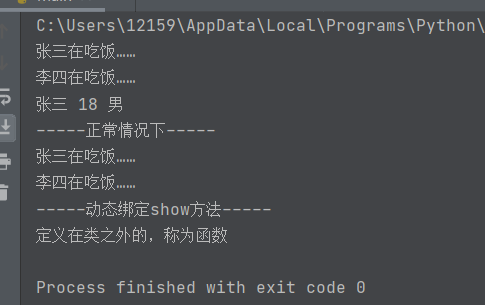 C:\Users\12159\AppData\Local\Programs\Python\
张三在吃饭……
李四在吃饭……
张三 18 男
-----正常情况下-----
张三在吃饭……
李四在吃饭……
-----动态绑定show方法-----
定义在类之外的，称为函数
Process finished with exit code 0